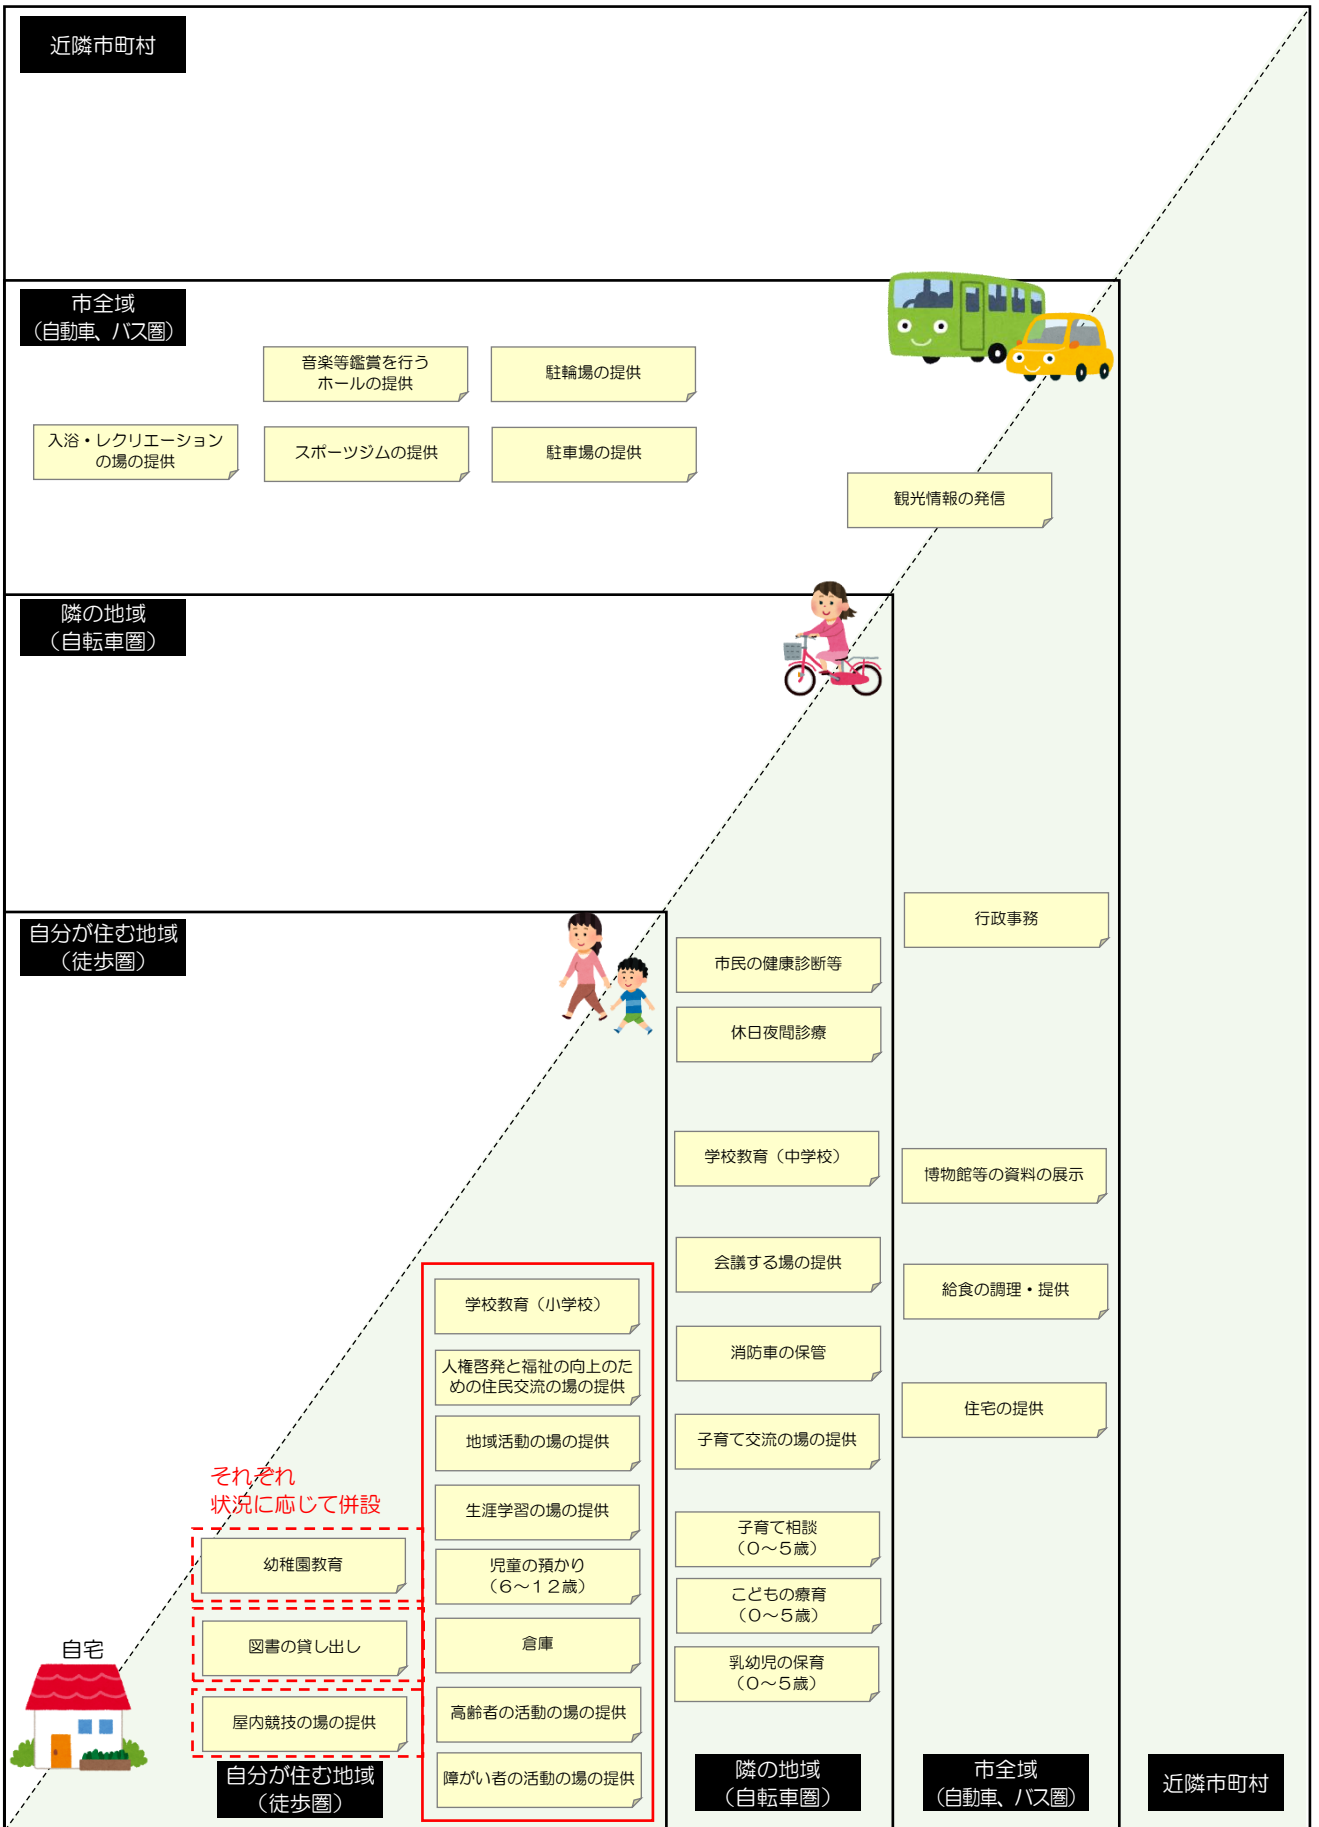 近隣市町村
市全域
（自動車、バス圏）
音楽等鑑賞を行う
ホールの提供
駐輪場の提供
入浴・レクリエーション
の場の提供
スポーツジムの提供
駐車場の提供
観光情報の発信
隣の地域
（自転車圏）
自分が住む地域
（徒歩圏）
行政事務
市民の健康診断等
休日夜間診療
学校教育（中学校）
博物館等の資料の展示
会議する場の提供
給食の調理・提供
学校教育（小学校）
消防車の保管
人権啓発と福祉の向上のた
めの住民交流の場の提供
住宅の提供
地域活動の場の提供
子育て交流の場の提供
それぞれ
状況に応じて併設
生涯学習の場の提供
子育て相談
（０～５歳）
幼稚園教育
児童の預かり
（６～１２歳）
こどもの療育
（０～５歳）
自宅
図書の貸し出し
倉庫
乳幼児の保育
（０～５歳）
屋内競技の場の提供
高齢者の活動の場の提供
障がい者の活動の場の提供
自分が住む地域
（徒歩圏）
隣の地域
（自転車圏）
市全域
（自動車、バス圏）
近隣市町村